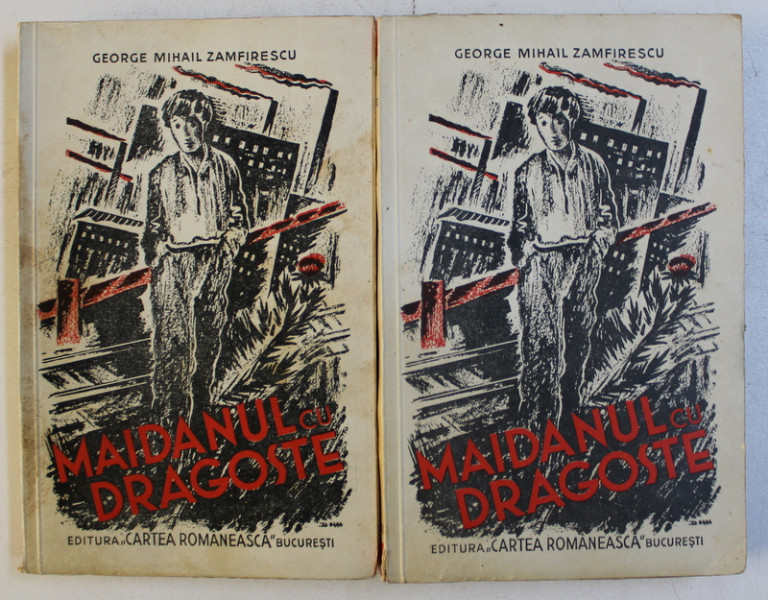 GEORGE MIHAIL ZAMFIRESCU
MAIDANUL CU
DRAGOSTE
EDITURA „CARTEA ROMÂNEASCĂ“ BUCUREȘTI
GEORGE MIHAIL ZAMFIRESCU
MAIDANUL CU
DRAGOSTE
EDITURA „CARTEA ROMÂNEASCĂ“ BUCUREȘTI